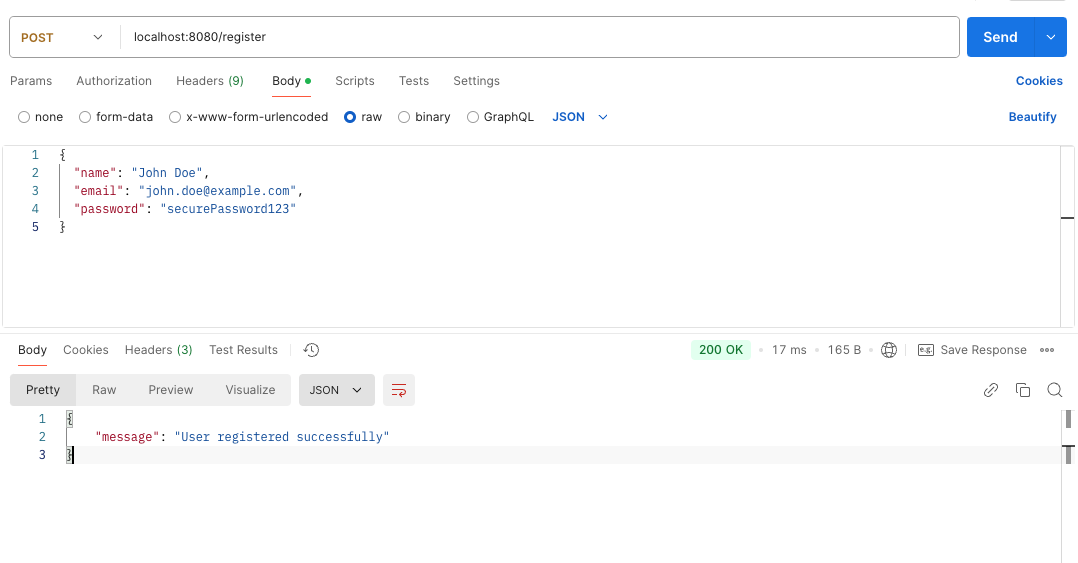 POST localhost:8080/register Send
Params Authorization Headers (9) Body Scripts Tests Settings Cookies
none form-data x-www-form-urlencoded raw binary GraphQL JSON Beautify
1 {
2 "name": "John Doe",
3 "email": "john.doe@example.com",
4 "password": "securePassword123"
5 }
Body Cookies Headers (3) Test Results 200 OK • 17 ms • 165 B • e.g. Save Response
Pretty Raw Preview Visualize JSON
1 {
2 "message": "User registered successfully"
3 }